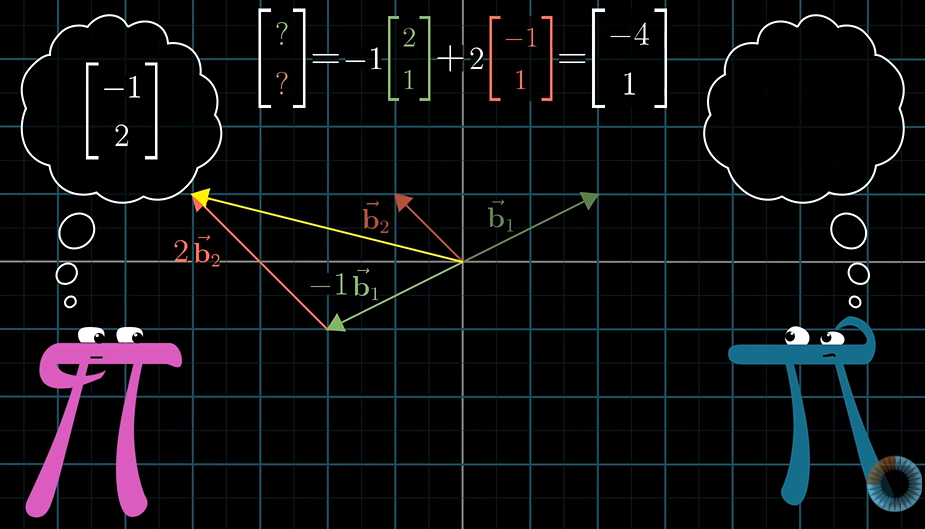 [? ?] = -1 [2 1] + 2 [-1 1] = [-4 1]
[-1 2]
b⃗₂
b⃗₁
2b⃗₂
-1b⃗₁